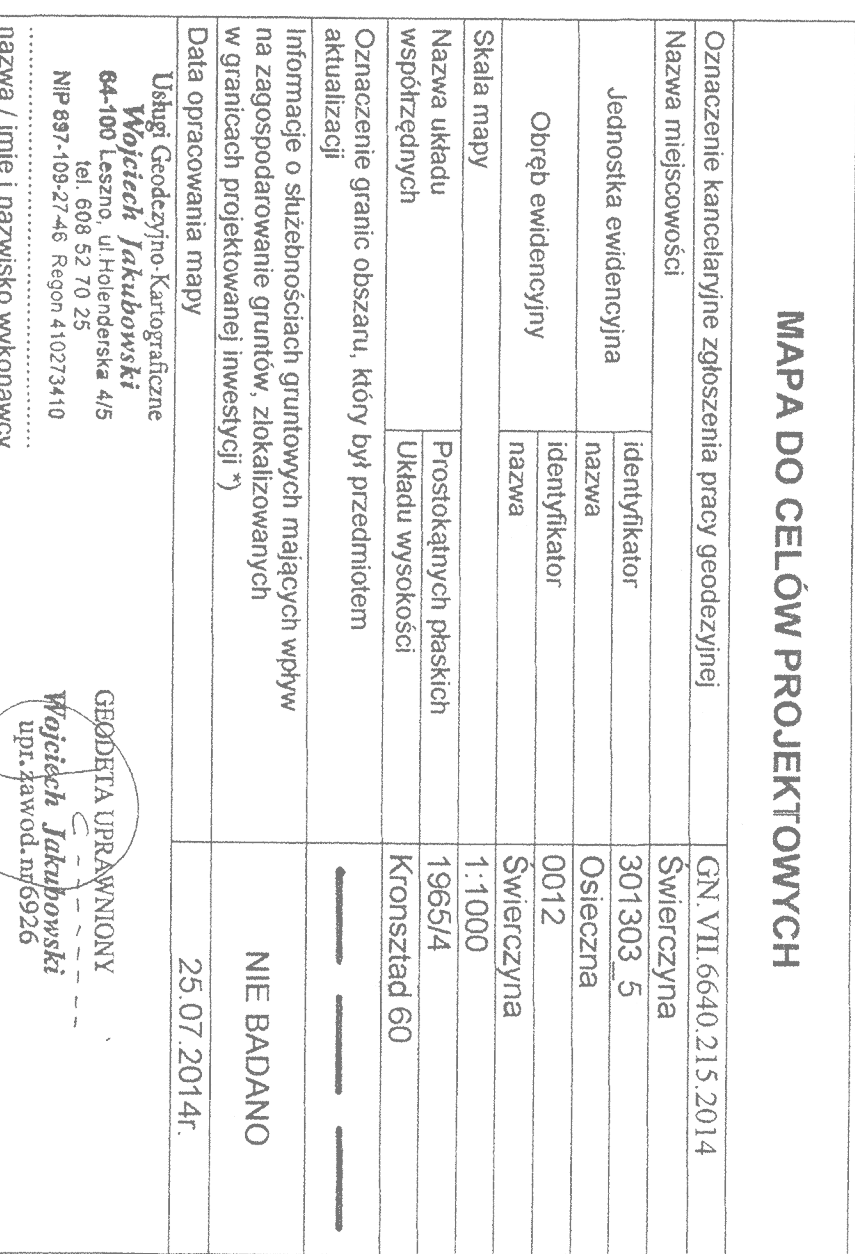 MAPA DO CELÓW PROJEKTOWYCH
Oznaczenie kancelaryjne zgłoszenia pracy geodezyjnej GN.VII.6640.215.2014
Nazwa miejscowości Świerczyna
Jednostka ewidencyjna identyfikator 301303_5
nazwa Osieczna
Obręb ewidencyjny identyfikator 0012
nazwa Świerczyna
Skala mapy 1:1000
Nazwa układu współrzędnych Prostokątnych płaskich 1965/4
Układu wysokości Kronsztad 60
Oznaczenie granic obszaru, który był przedmiotem
aktualizacji
Informacje o służebnościach gruntowych mających wpływ
na zagospodarowanie gruntów, zlokalizowanych
w granicach projektowanej inwestycji *) NIE BADANO
Data opracowania mapy 25.07.2014r.
Usługi Geodezyjno-Kartograficzne
Wojciech Jakubowski
64-100 Leszno, ul.Holenderska 4/5
tel. 608 52 70 25
NIP 897-109-27-46 Regon 410273410
GEODETA UPRAWNIONY
Wojciech Jakubowski
upr.zawod.nr6926
nazwa / imię i nazwisko wykonawcy